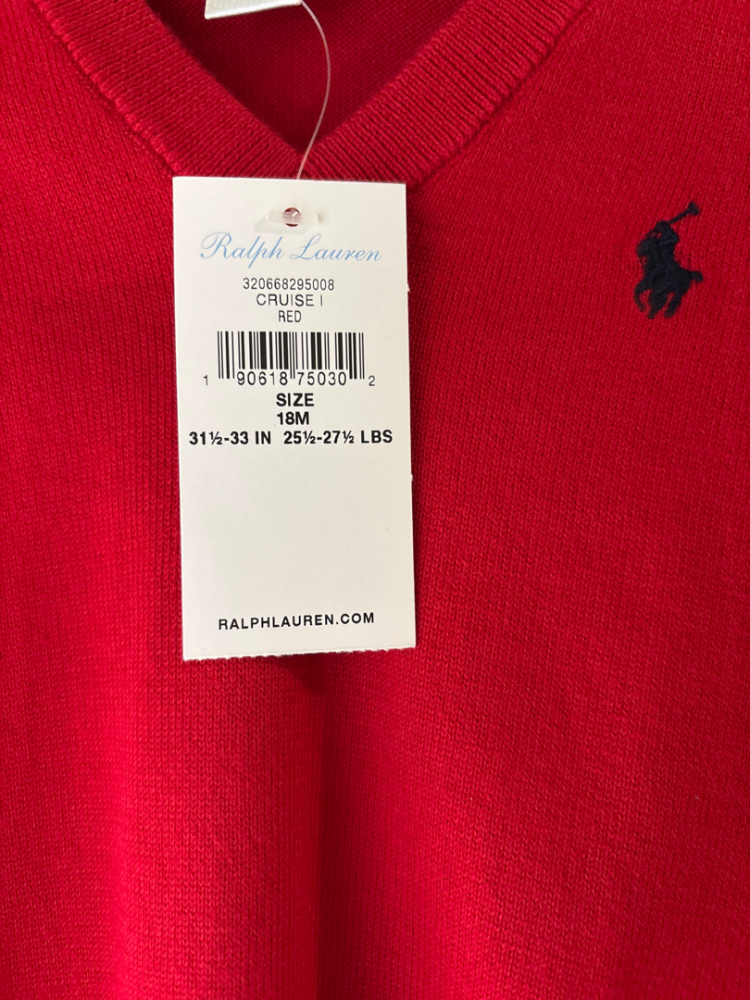 Ralph Lauren
320668295008
CRUISE I
RED
1 90618 75030 2
SIZE
18M
31½-33 IN 25½-27½ LBS
RALPHLAUREN.COM